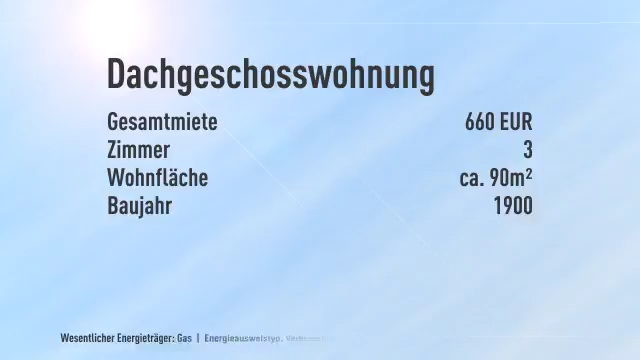 Dachgeschosswohnung
Gesamtmiete 660 EUR
Zimmer 3
Wohnfläche ca. 90m²
Baujahr 1900
Wesentlicher Energieträger: Gas | Energieausweistyp.